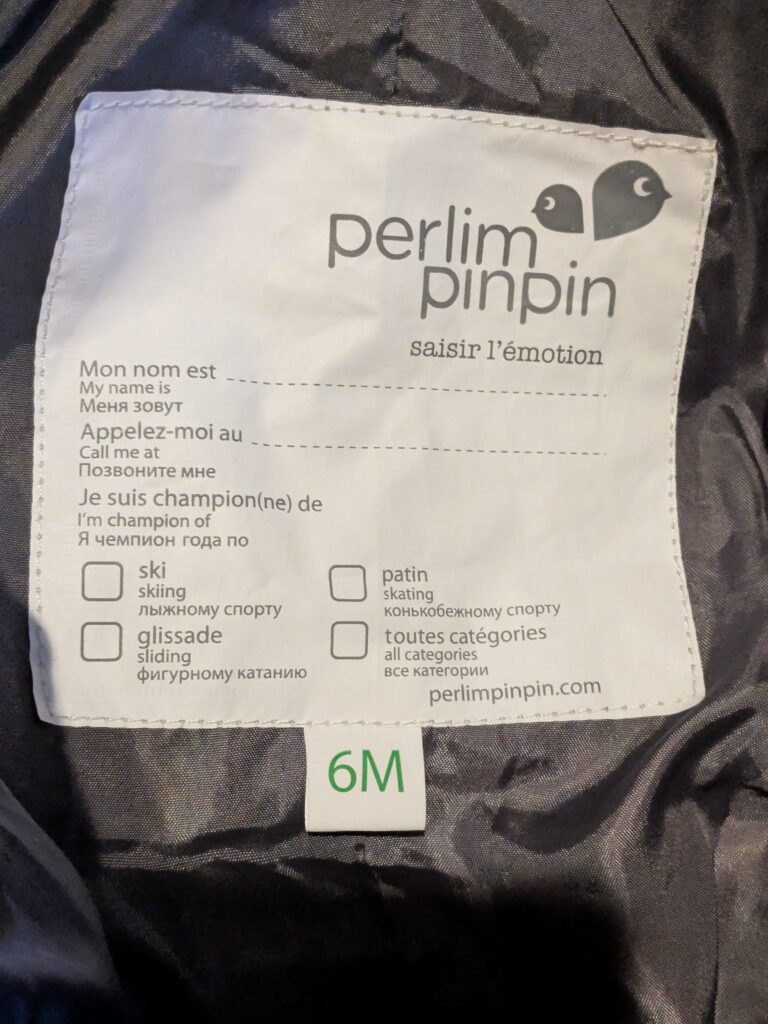 perlim
pinpin
saisir l'émotion
Mon nom est
My name is
Меня зовут
Appelez-moi au
Call me at
Позвоните мне
Je suis champion(ne) de
I'm champion of
Я чемпион года по
ski
skiing
лыжному спорту
patin
skating
конькобежному спорту
glissade
sliding
фигурному катанию
toutes catégories
all categories
все категории
perlimpinpin.com
6M